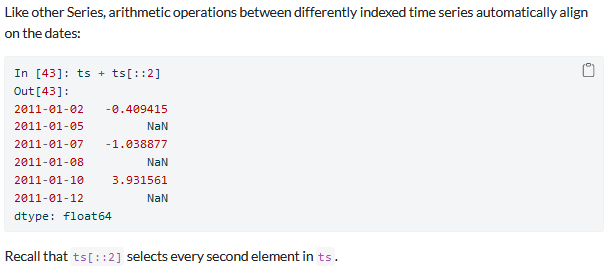 Like other Series, arithmetic operations between differently indexed time series automatically align
on the dates:
In [43]: ts + ts[::2]
Out[43]:
2011-01-02   -0.409415
2011-01-05         NaN
2011-01-07   -1.038877
2011-01-08         NaN
2011-01-10    3.931561
2011-01-12         NaN
dtype: float64
Recall that ts[::2] selects every second element in ts.